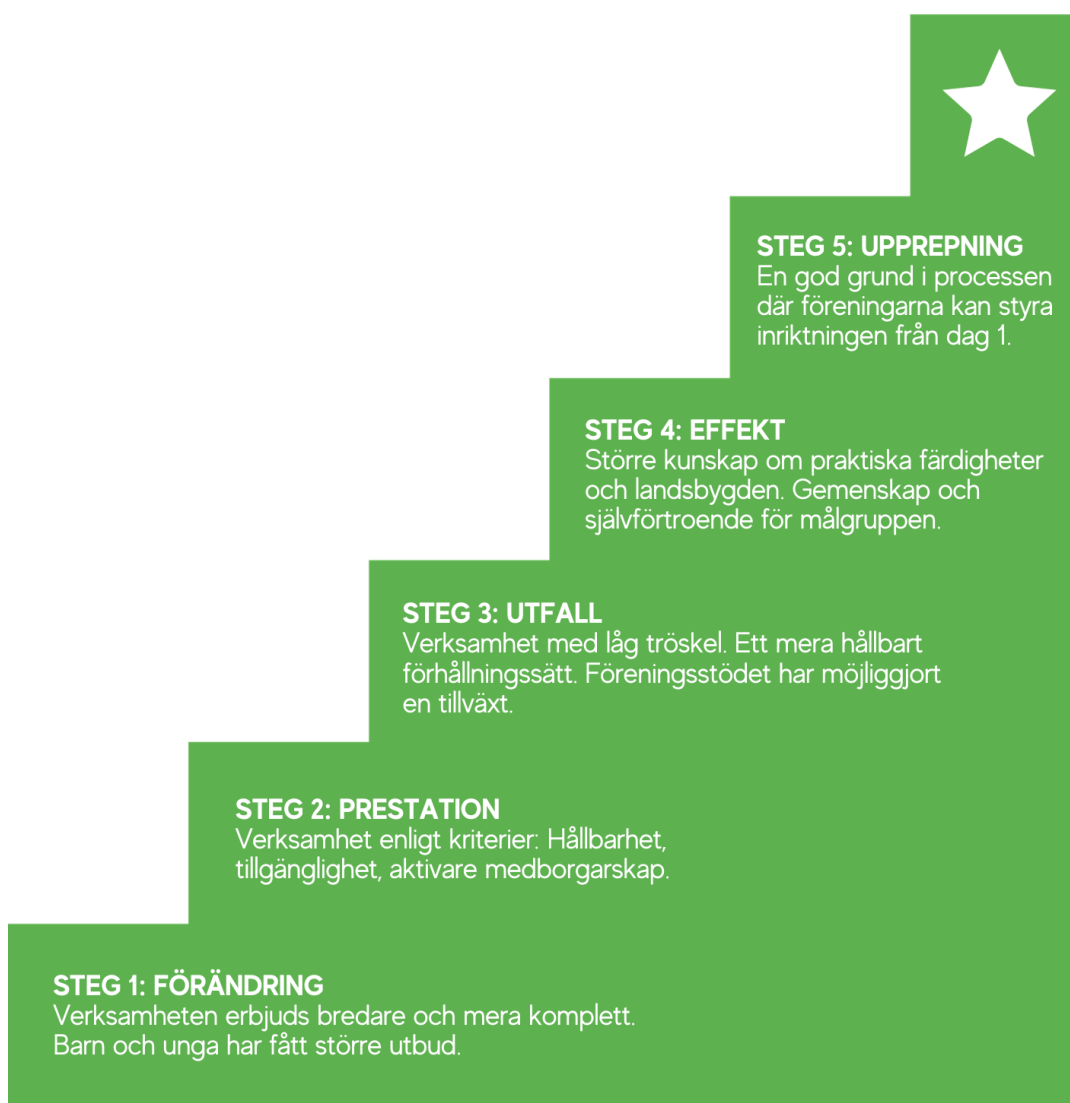 STEG 5: UPPREPNING
En god grund i processen
där föreningarna kan styra
inriktningen från dag 1.
STEG 4: EFFEKT
Större kunskap om praktiska färdigheter
och landsbygden. Gemenskap och
självförtroende för målgruppen.
STEG 3: UTFALL
Verksamhet med låg tröskel. Ett mera hållbart
förhållningssätt. Föreningsstödet har möjliggjort
en tillväxt.
STEG 2: PRESTATION
Verksamhet enligt kriterier: Hållbarhet,
tillgänglighet, aktivare medborgarskap.
STEG 1: FÖRÄNDRING
Verksamheten erbjuds bredare och mera komplett.
Barn och unga har fått större utbud.